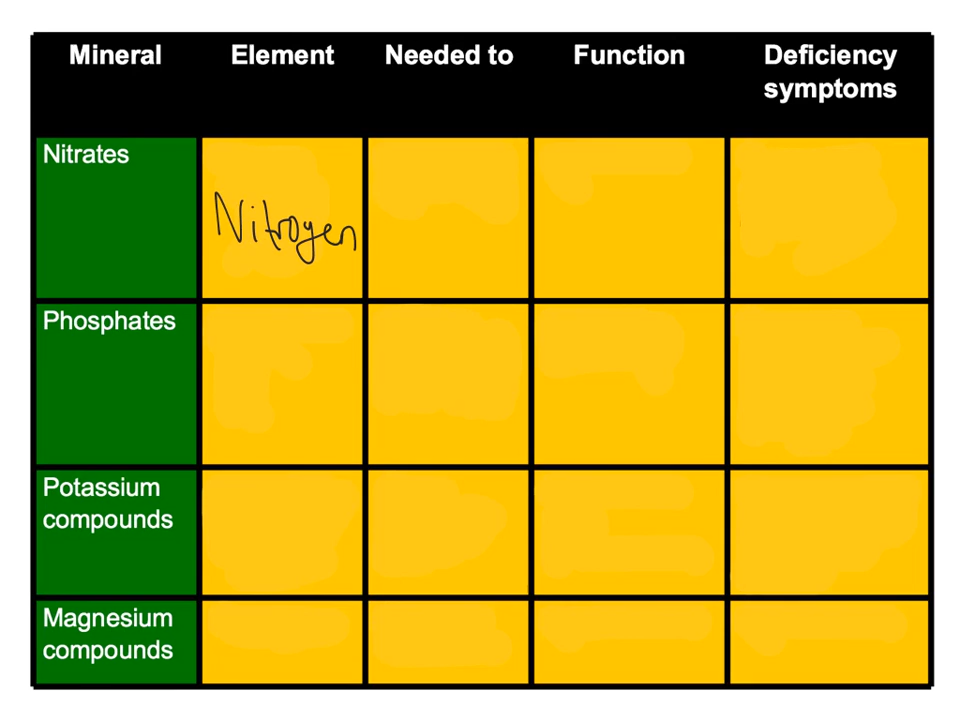 Mineral
Element
Needed to
Function
Deficiency
symptoms
Nitrates
Nitrogen
Phosphates
Potassium
compounds
Magnesium
compounds